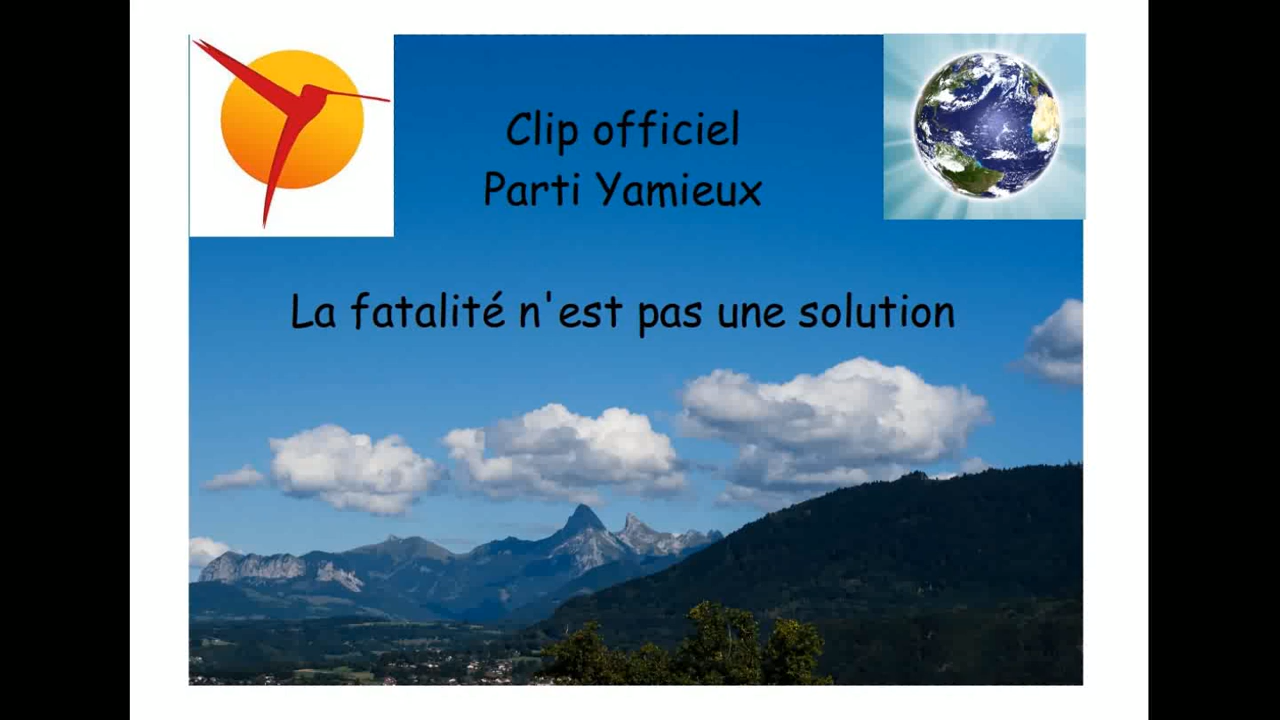 Clip officiel
Parti Yamieux
La fatalité n'est pas une solution